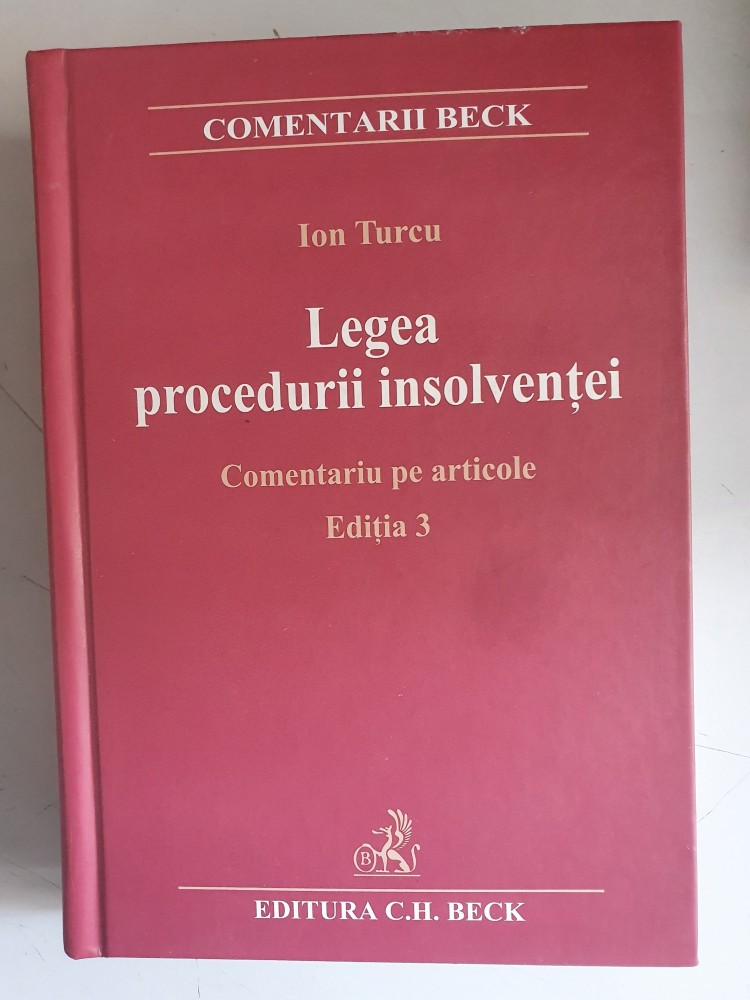 COMENTARII BECK
Ion Turcu
Legea
procedurii insolvenței
Comentariu pe articole
Ediția 3
B
EDITURA C.H. BECK